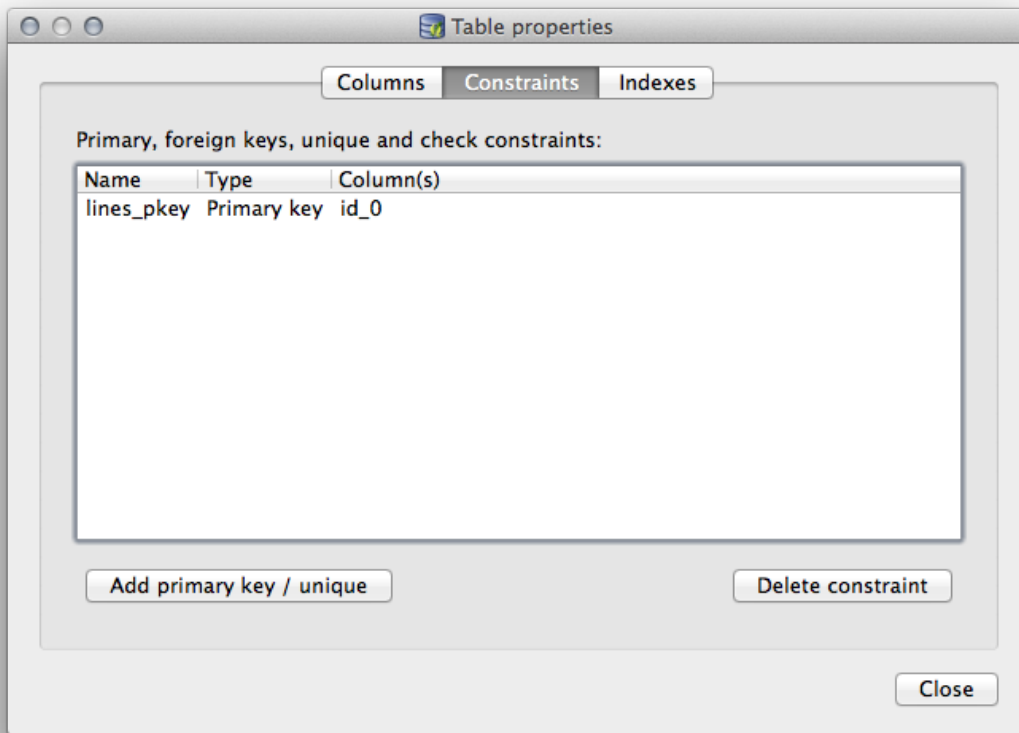 Table properties
Columns Constraints Indexes
Primary, foreign keys, unique and check constraints:
Name Type Column(s)
lines_pkey Primary key id_0
Add primary key / unique Delete constraint
Close